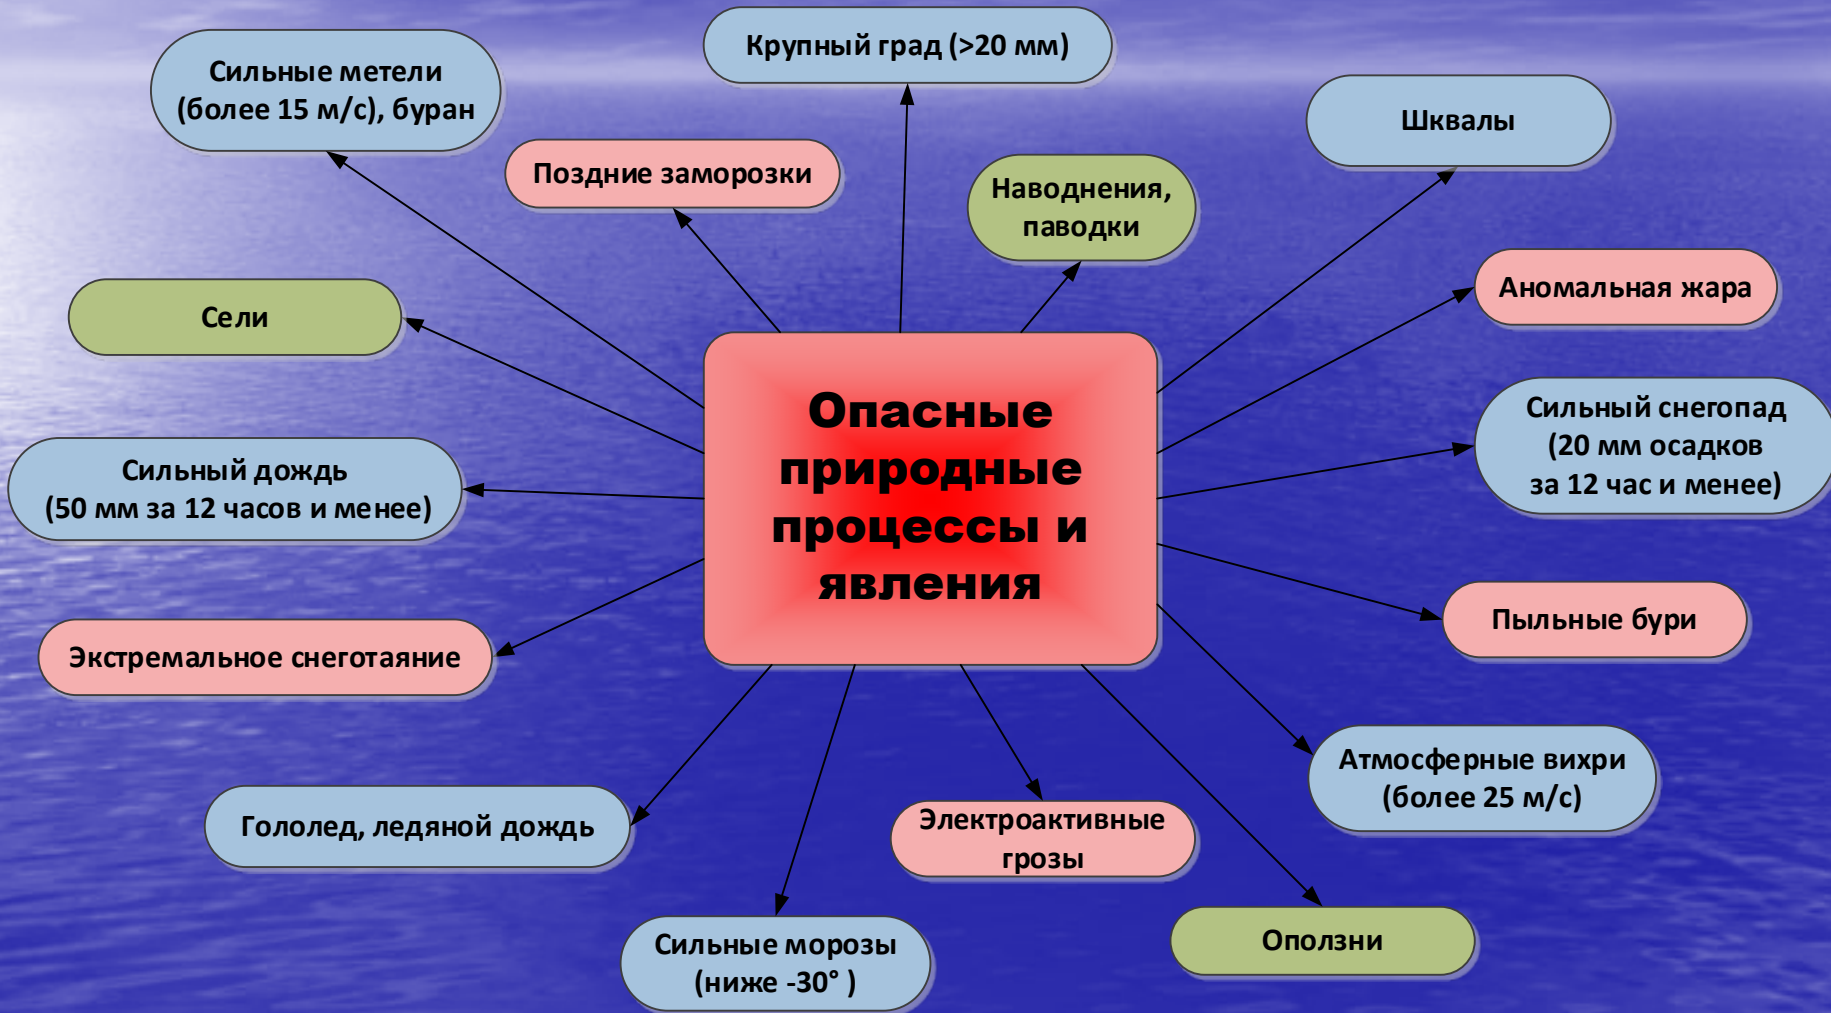 Крупный град (>20 мм)
Сильные метели
(более 15 м/с), буран
Шквалы
Поздние заморозки
Наводнения,
паводки
Аномальная жара
Сели
Опасные
природные
процессы и
явления
Сильный снегопад
(20 мм осадков
за 12 час и менее)
Сильный дождь
(50 мм за 12 часов и менее)
Пыльные бури
Экстремальное снеготаяние
Атмосферные вихри
(более 25 м/с)
Гололед, ледяной дождь
Электроактивные
грозы
Сильные морозы
(ниже -30° )
Оползни